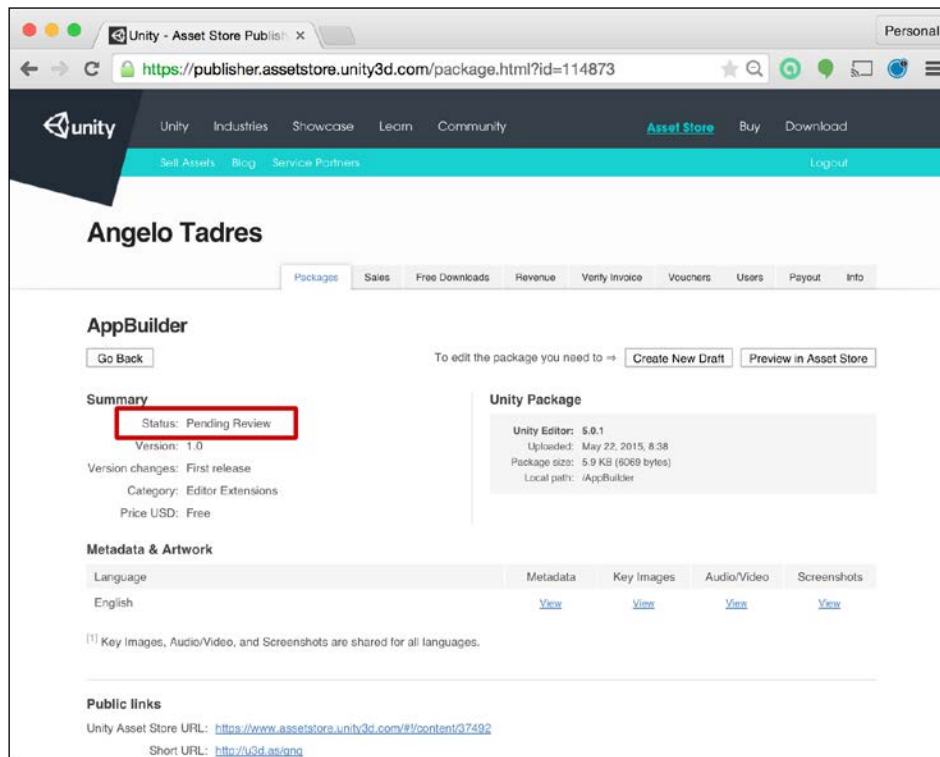 Unity - Asset Store Publish
Personal
https://publisher.assetstore.unity3d.com/package.html?id=114873
unity
Unity Industries Showcase Learn Community Asset Store Buy Download
Sell Assets Blog Service Partners Logout
Angelo Tadres
Packages Sales Free Downloads Revenue Verify Invoice Vouchers Users Payout Info
AppBuilder
Go Back To edit the package you need to ⇒ Create New Draft Preview in Asset Store
Summary Unity Package
Status: Pending Review
Unity Editor: 5.0.1
Version: 1.0
Uploaded: May 22, 2015, 8:38
Version changes: First release
Package size: 5.9 KB (6069 bytes)
Local path: /AppBuilder
Category: Editor Extensions
Price USD: Free
Metadata & Artwork
Language Metadata Key Images Audio/Video Screenshots
English View View View View
[1] Key Images, Audio/Video, and Screenshots are shared for all languages.
Public links
Unity Asset Store URL: https://www.assetstore.unity3d.com/#!/content/37492
Short URL: http://u3d.as/gnq